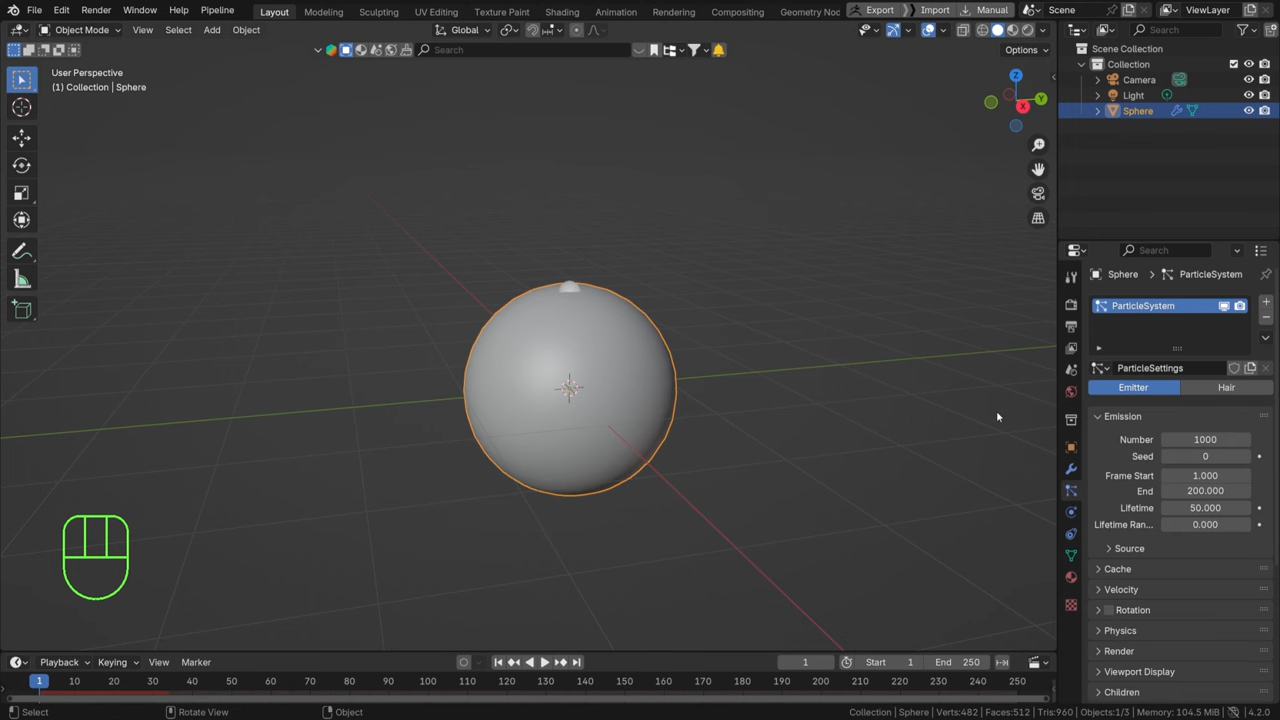 File Edit Render Window Help Pipeline Layout Modeling Sculpting UV Editing Texture Paint Shading Animation Rendering Compositing Geometry Noc Export Import Manual Scene ViewLayer
Object Mode View Select Add Object Global Search
Search Options
User Perspective
(1) Collection | Sphere
Z
Y
X
Scene Collection
Collection
Camera
Light
Sphere
Search
Sphere > ParticleSystem
ParticleSystem
ParticleSettings
Emitter Hair
Emission
Number 1000
Seed 0
Frame Start 1.000
End 200.000
Lifetime 50.000
Lifetime Ran... 0.000
Source
Cache
Velocity
Rotation
Physics
Render
Viewport Display
Children
Playback Keying View Marker 1 Start 1 End 250
1 10 20 30 40 50 60 70 80 90 100 110 120 130 140 150 160 170 180 190 200 210 220 230 240 250
Select Rotate View Object Collection | Sphere | Verts:482 | Faces:512 | Tris:960 | Objects:1/3 | Memory: 104.5 MiB 4.2.0